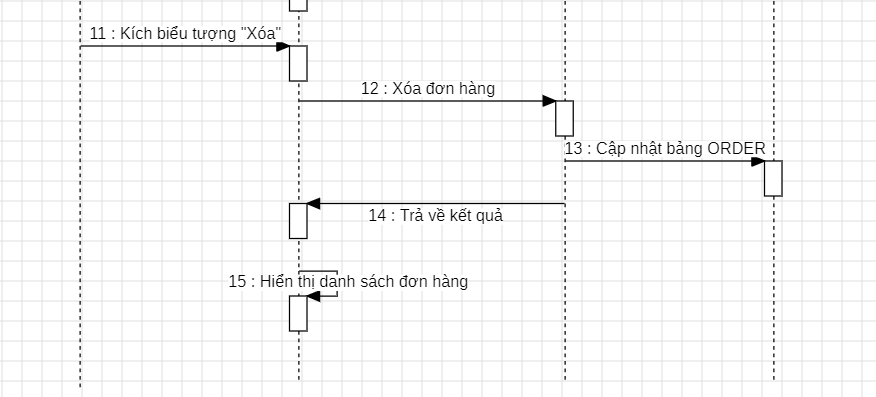 11 : Kích biểu tượng "Xóa"
12 : Xóa đơn hàng
13 : Cập nhật bảng ORDER
14 : Trả về kết quả
15 : Hiển thị danh sách đơn hàng